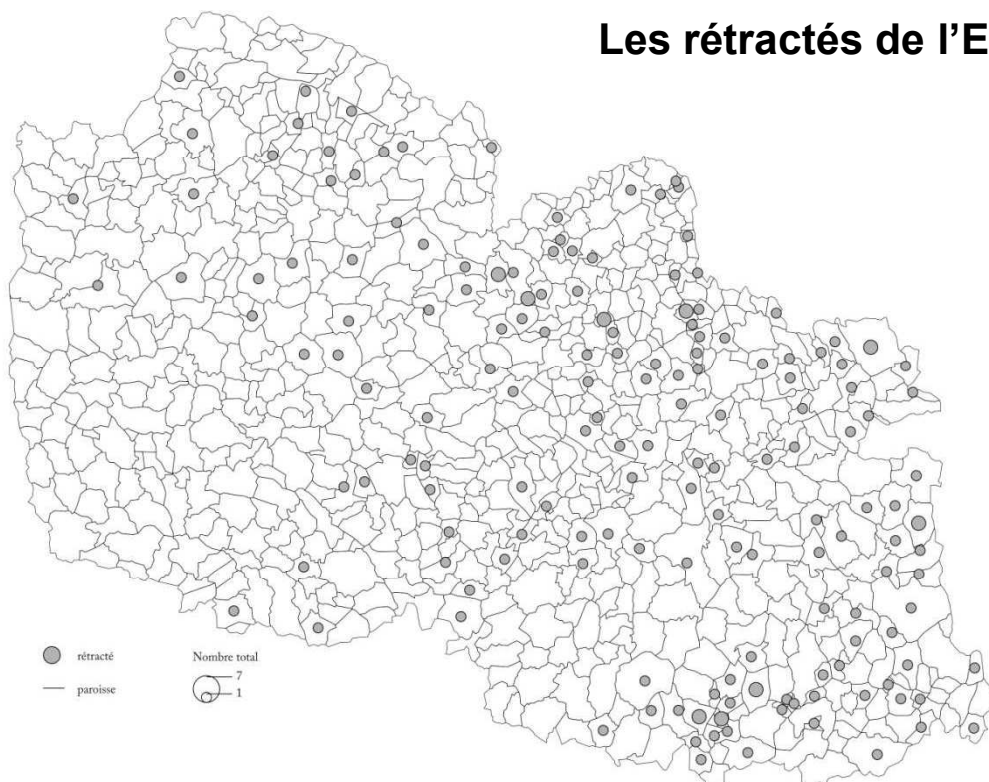 Les rétractés de l’E
rétracté
paroisse
Nombre total
7
1